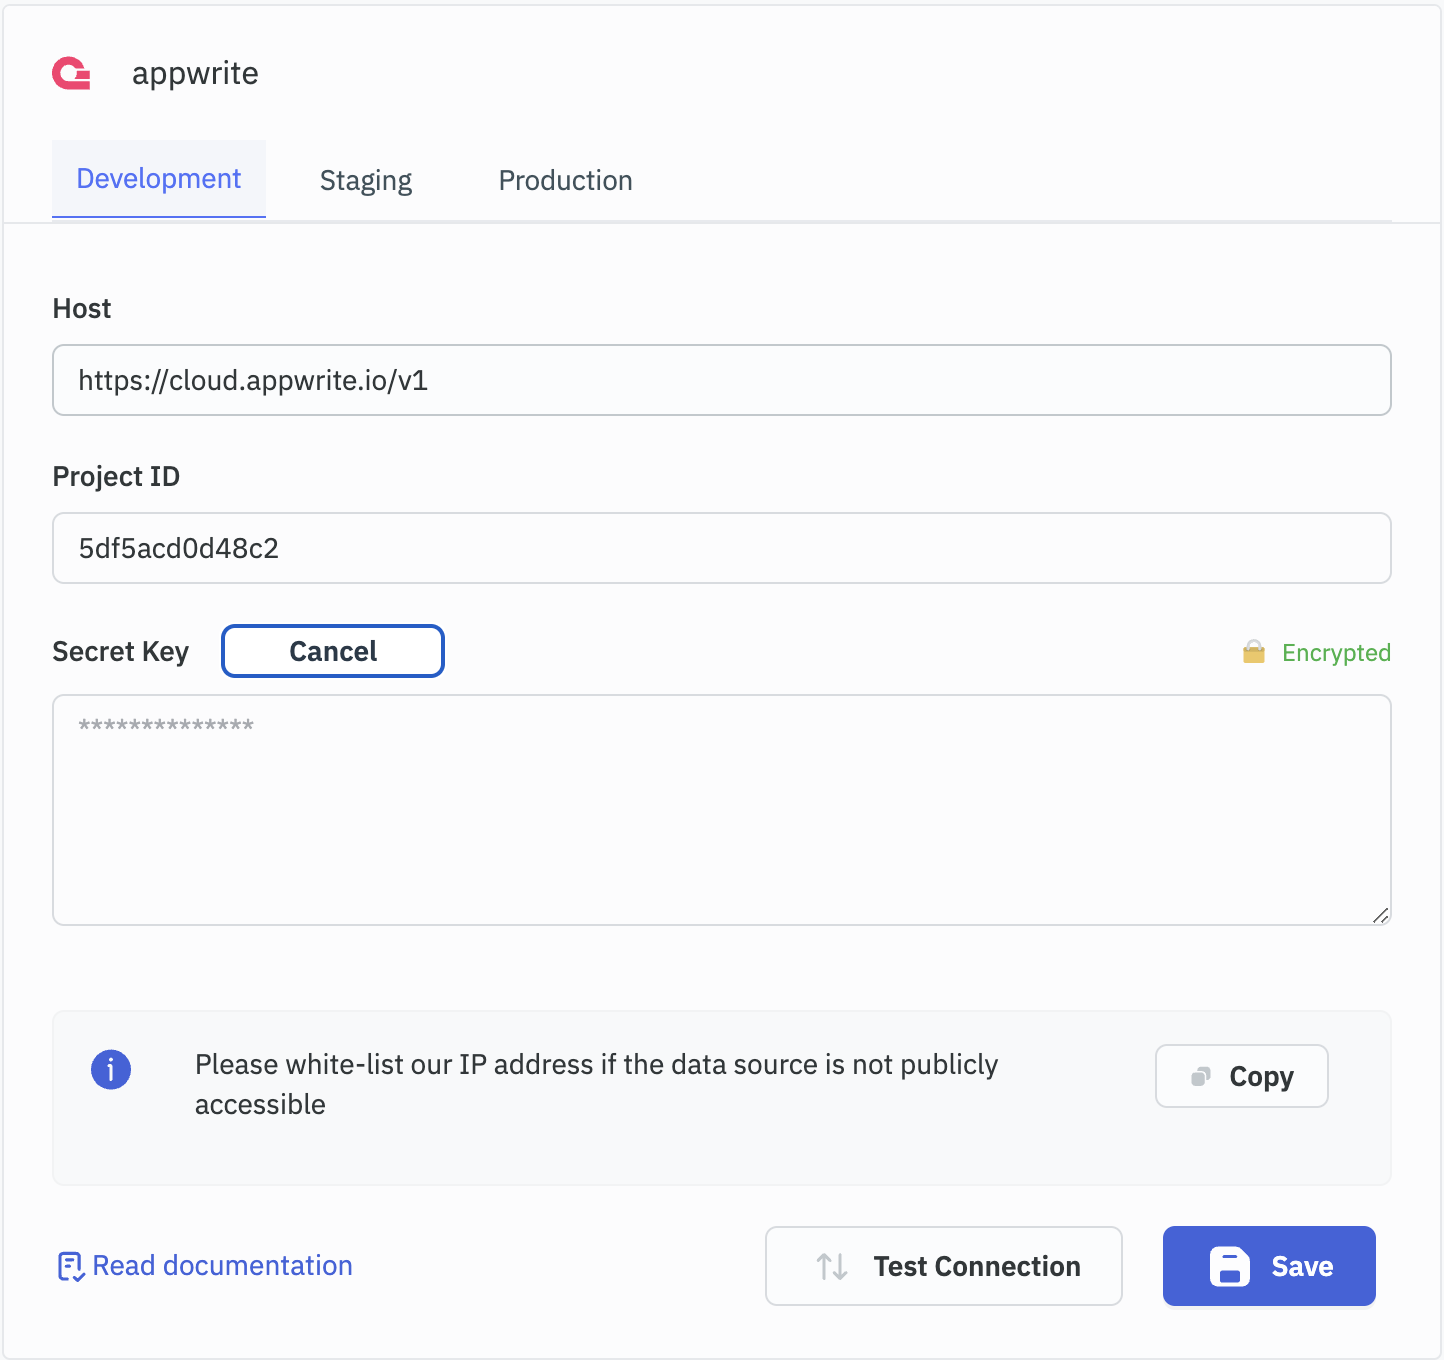 appwrite
Development Staging Production
Host
https://cloud.appwrite.io/v1
Project ID
5df5acd0d48c2
Secret Key Cancel Encrypted
**************
Please white-list our IP address if the data source is not publicly
accessible
Copy
Read documentation Test Connection Save